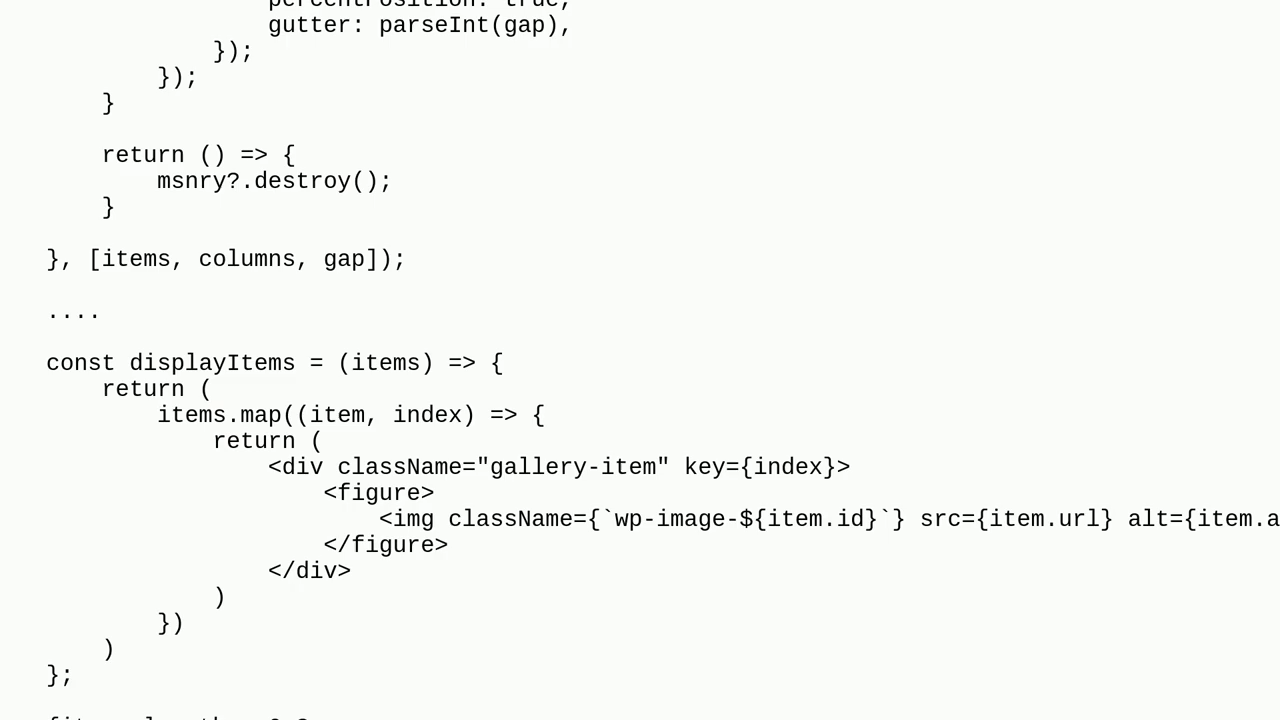 percentPosition: true,
gutter: parseInt(gap),
});
});
}
return () => {
msnry?.destroy();
}
}, [items, columns, gap]);
....
const displayItems = (items) => {
return (
items.map((item, index) => {
return (
<div className="gallery-item" key={index}>
<figure>
<img className={`wp-image-${item.id}`} src={item.url} alt={item.a
</figure>
</div>
)
})
)
};